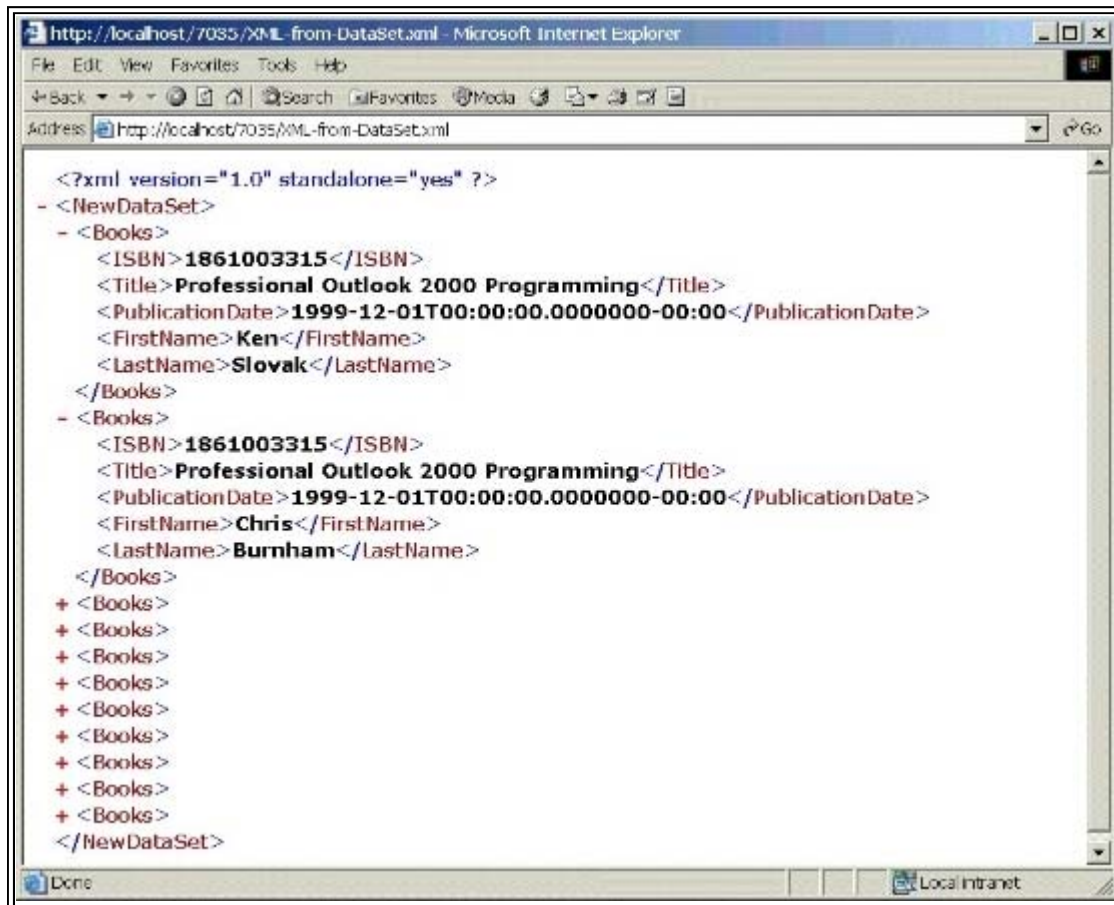 http://localhost/7035/XML-from-DataSet.xml - Microsoft Internet Explorer
File Edit View Favorites Tools Help
Back Search Favorites Media
Address http://localhost/7035/XML-from-DataSet.xml Go
<?xml version="1.0" standalone="yes" ?>
- <NewDataSet>
- <Books>
<ISBN>1861003315</ISBN>
<Title>Professional Outlook 2000 Programming</Title>
<PublicationDate>1999-12-01T00:00:00.0000000-00:00</PublicationDate>
<FirstName>Ken</FirstName>
<LastName>Slovak</LastName>
</Books>
- <Books>
<ISBN>1861003315</ISBN>
<Title>Professional Outlook 2000 Programming</Title>
<PublicationDate>1999-12-01T00:00:00.0000000-00:00</PublicationDate>
<FirstName>Chris</FirstName>
<LastName>Burnham</LastName>
</Books>
+ <Books>
+ <Books>
+ <Books>
+ <Books>
+ <Books>
+ <Books>
+ <Books>
+ <Books>
+ <Books>
</NewDataSet>
Done Local intranet